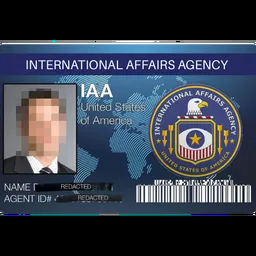 INTERNATIONAL AFFAIRS AGENCY
IAA
United States
of America
INTERNATIONAL AFFAIRS AGENCY
UNITED STATES OF AMERICA
NAME
REDACTED
AGENT ID#
REDACTED